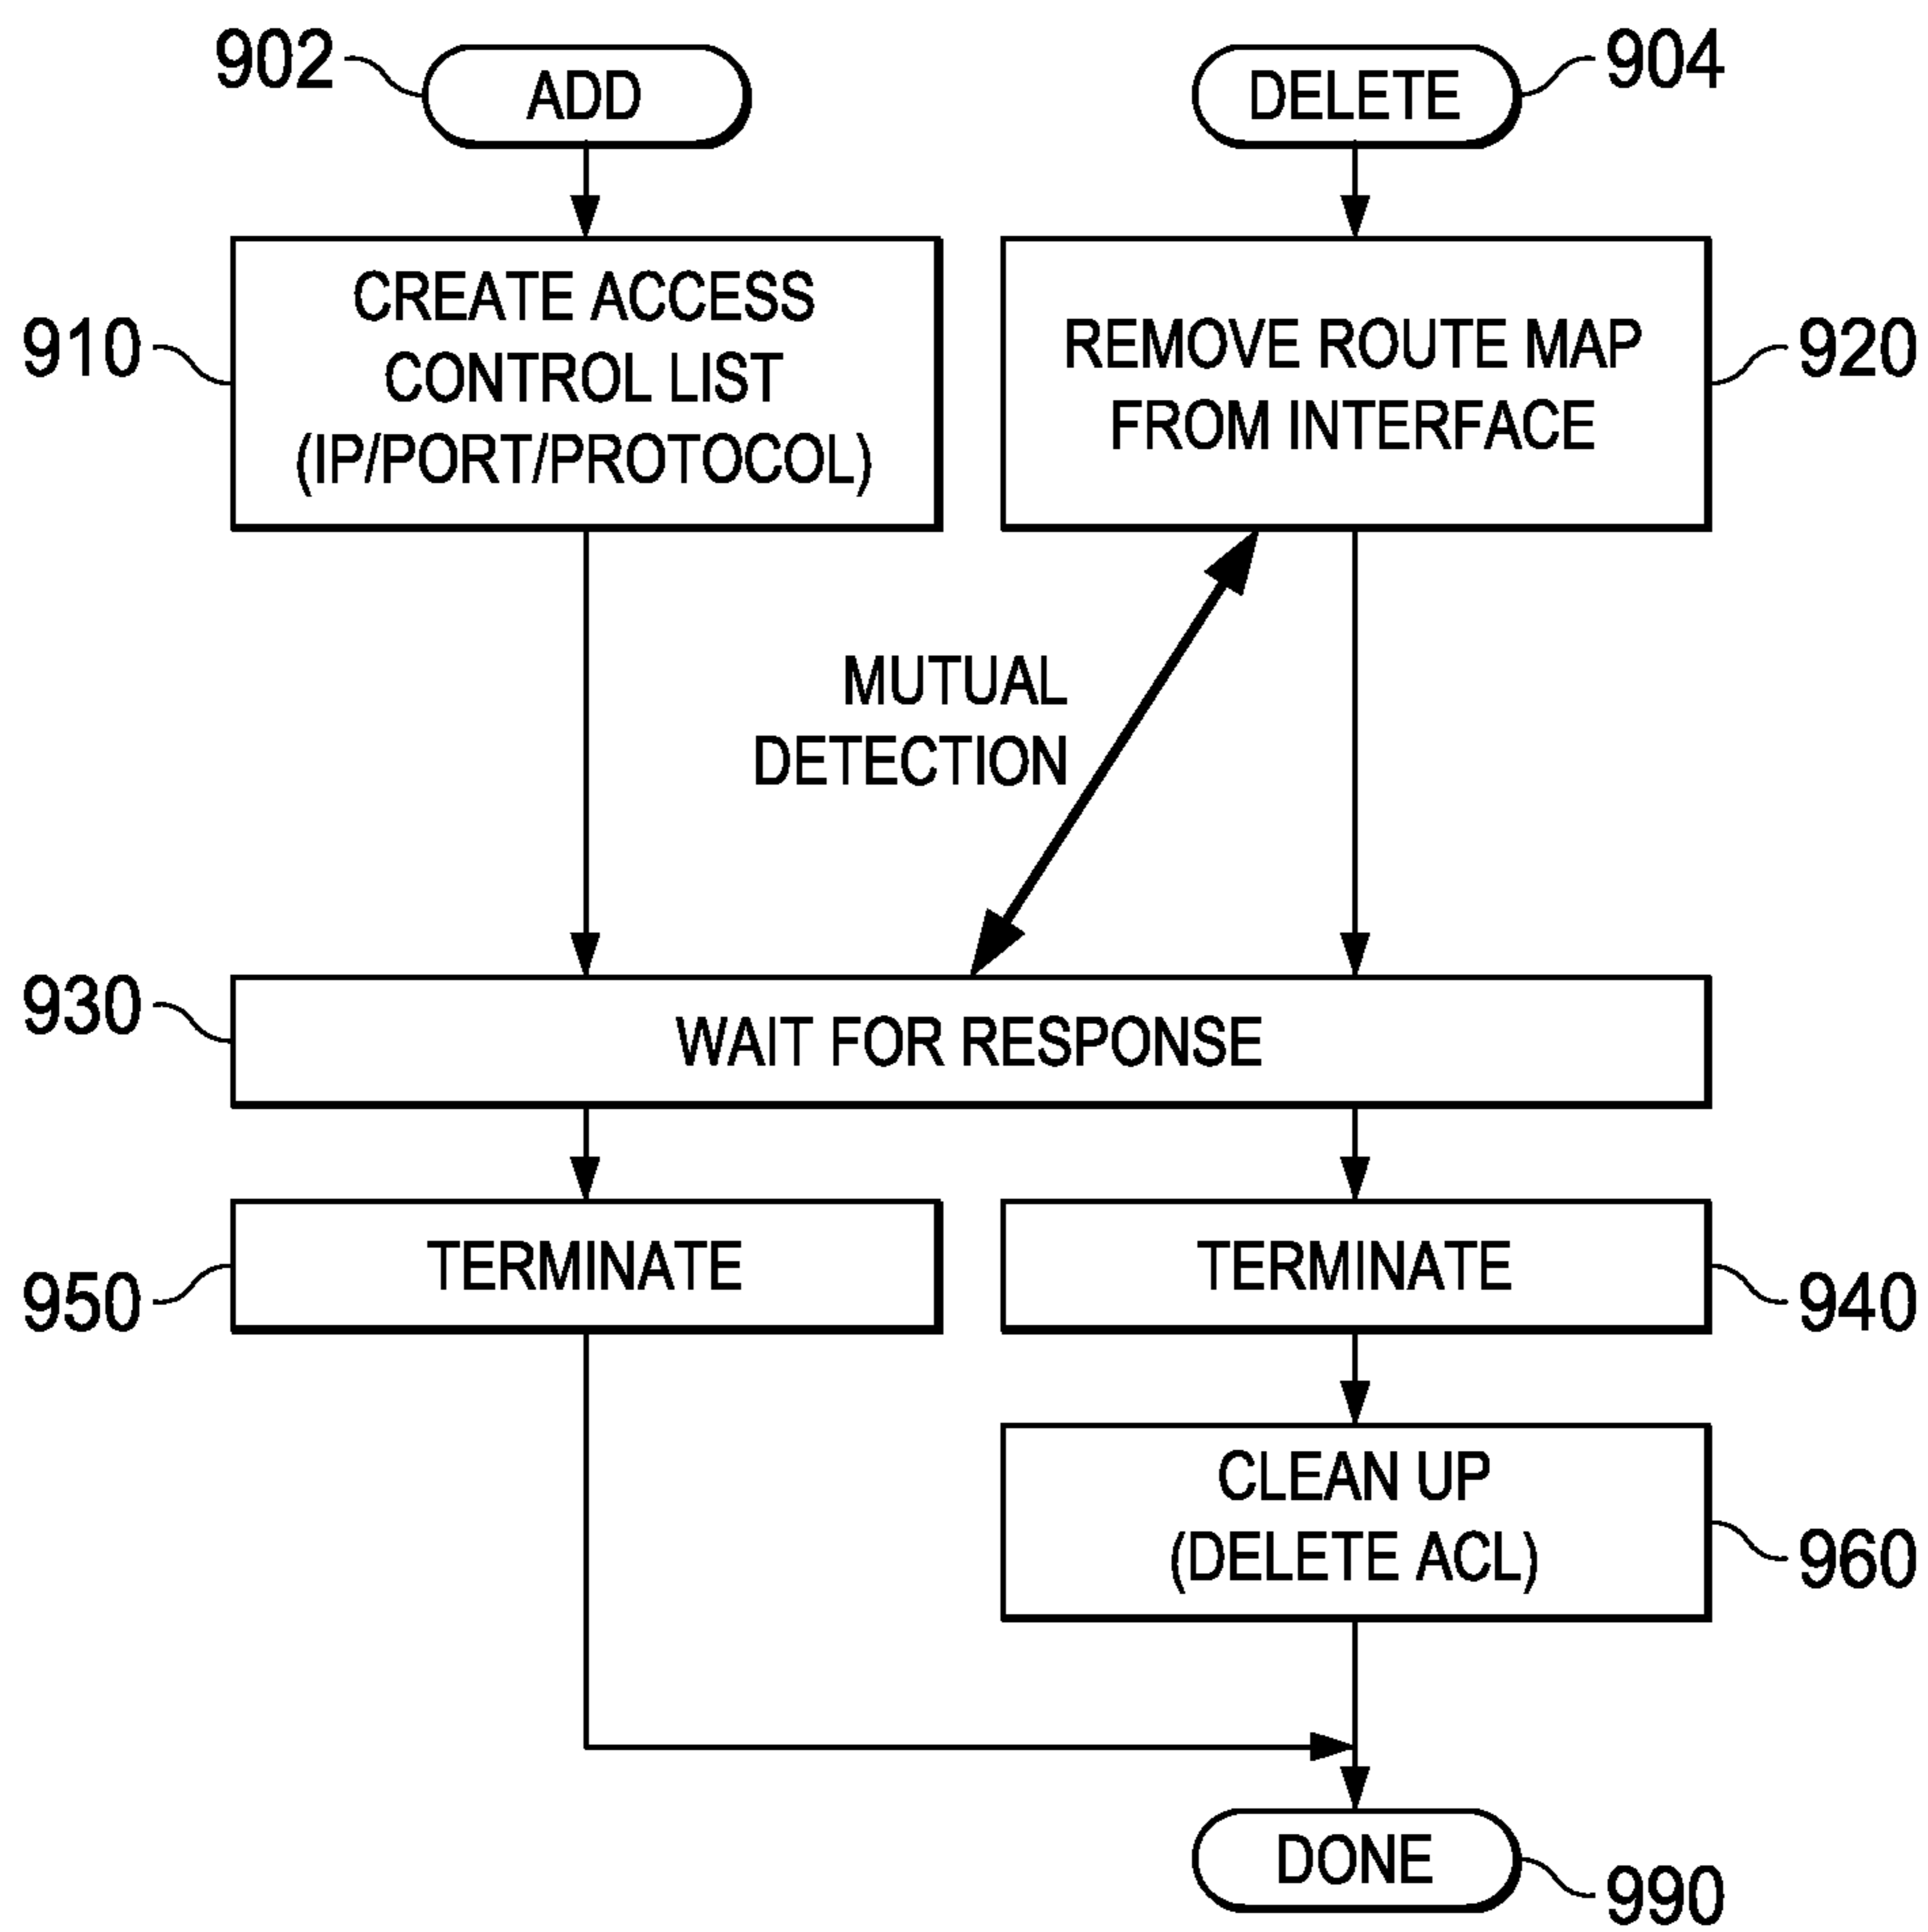 902
ADD
DELETE
904
910
CREATE ACCESS
CONTROL LIST
(IP/PORT/PROTOCOL)
REMOVE ROUTE MAP
FROM INTERFACE
920
MUTUAL
DETECTION
930
WAIT FOR RESPONSE
950
TERMINATE
TERMINATE
940
CLEAN UP
(DELETE ACL)
960
DONE
990